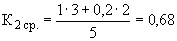 К₂ ср. = (1·3 + 0,2·2) / 5 = 0,68